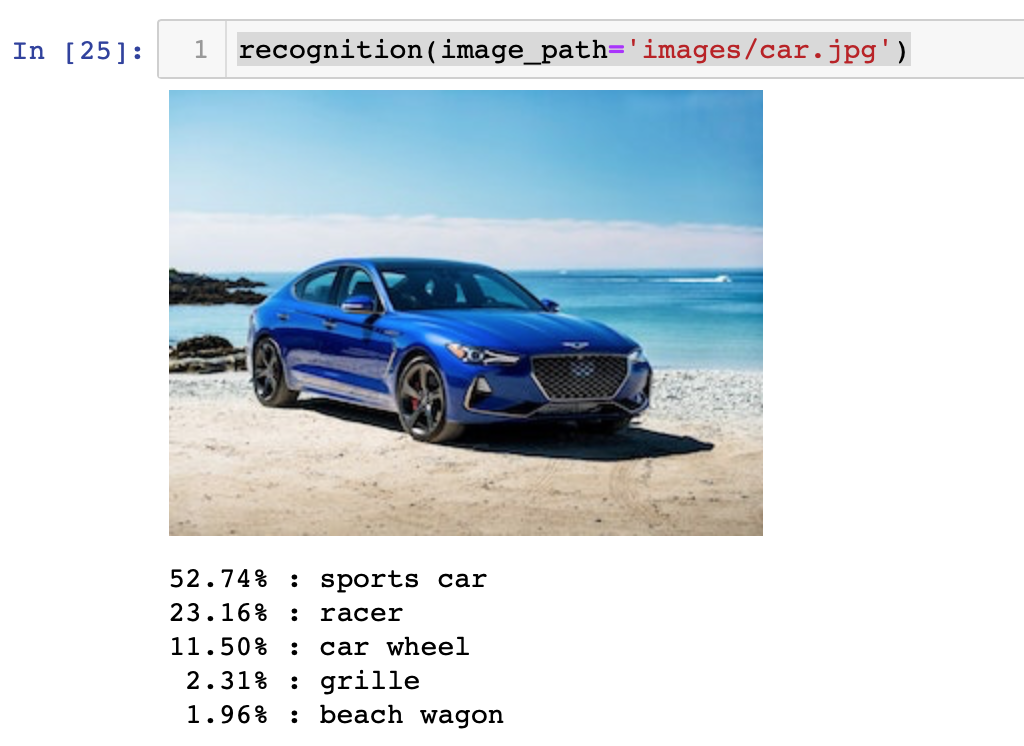 In [25]:
1 recognition(image_path='images/car.jpg')
52.74% : sports car
23.16% : racer
11.50% : car wheel
2.31% : grille
1.96% : beach wagon